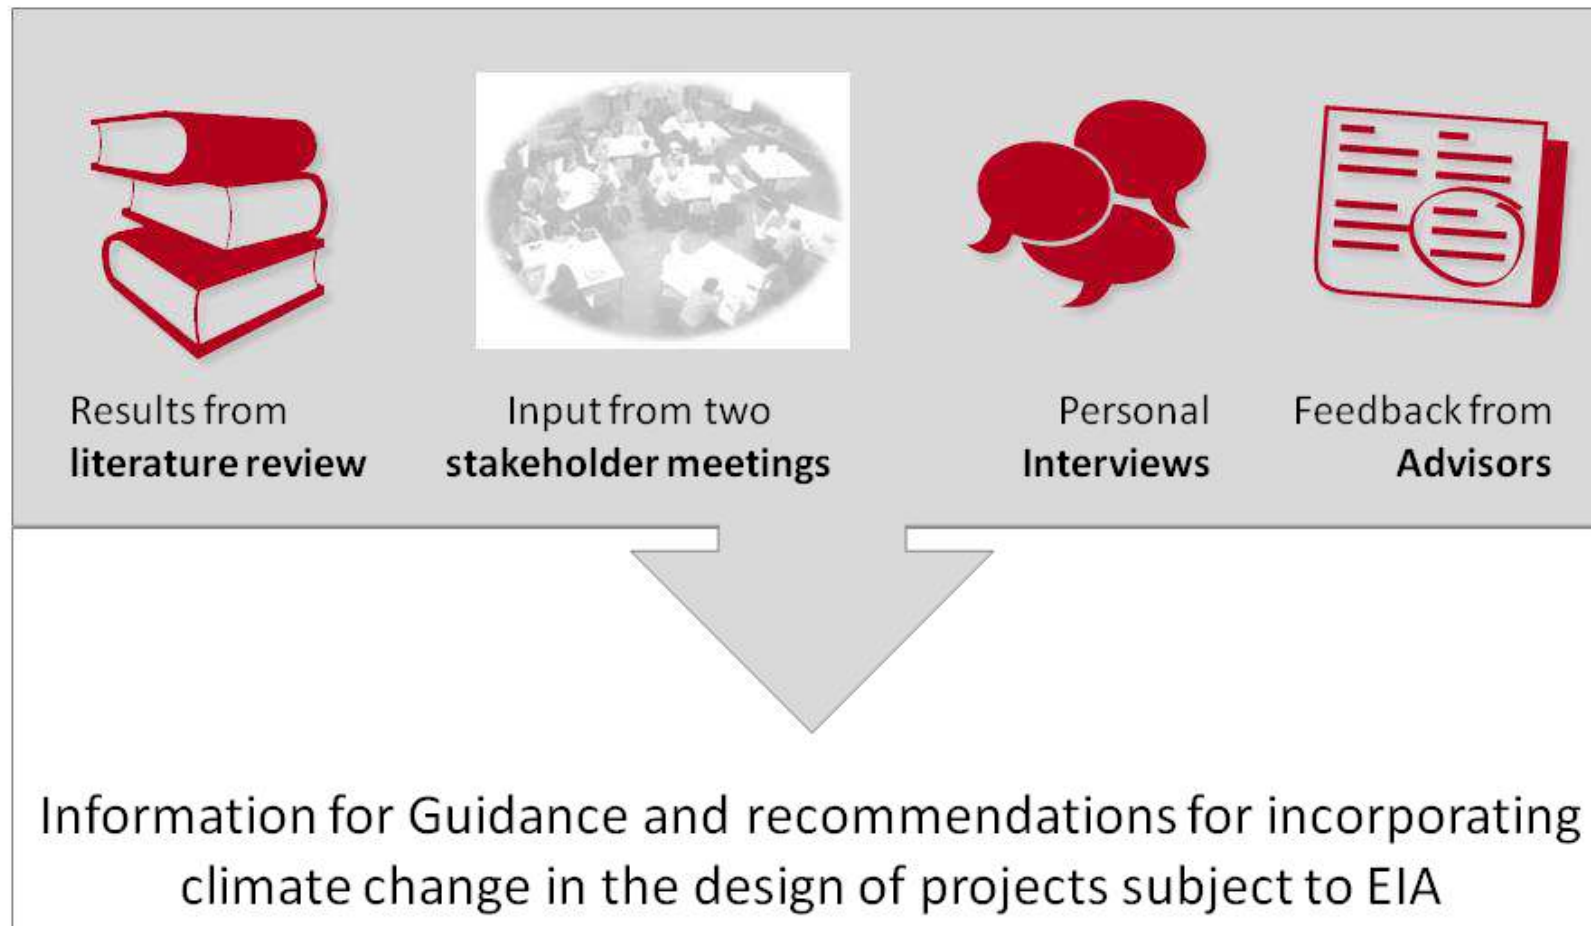 Results from
literature review
Input from two
stakeholder meetings
Personal
Interviews
Feedback from
Advisors
Information for Guidance and recommendations for incorporating
climate change in the design of projects subject to EIA